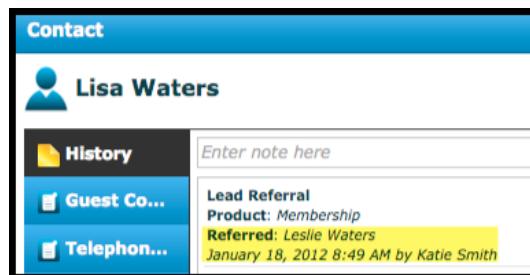 Contact
Lisa Waters
History
Enter note here
Guest Co...
Lead Referral
Product: Membership
Referred: Leslie Waters
Telephon...
January 18, 2012 8:49 AM by Katie Smith